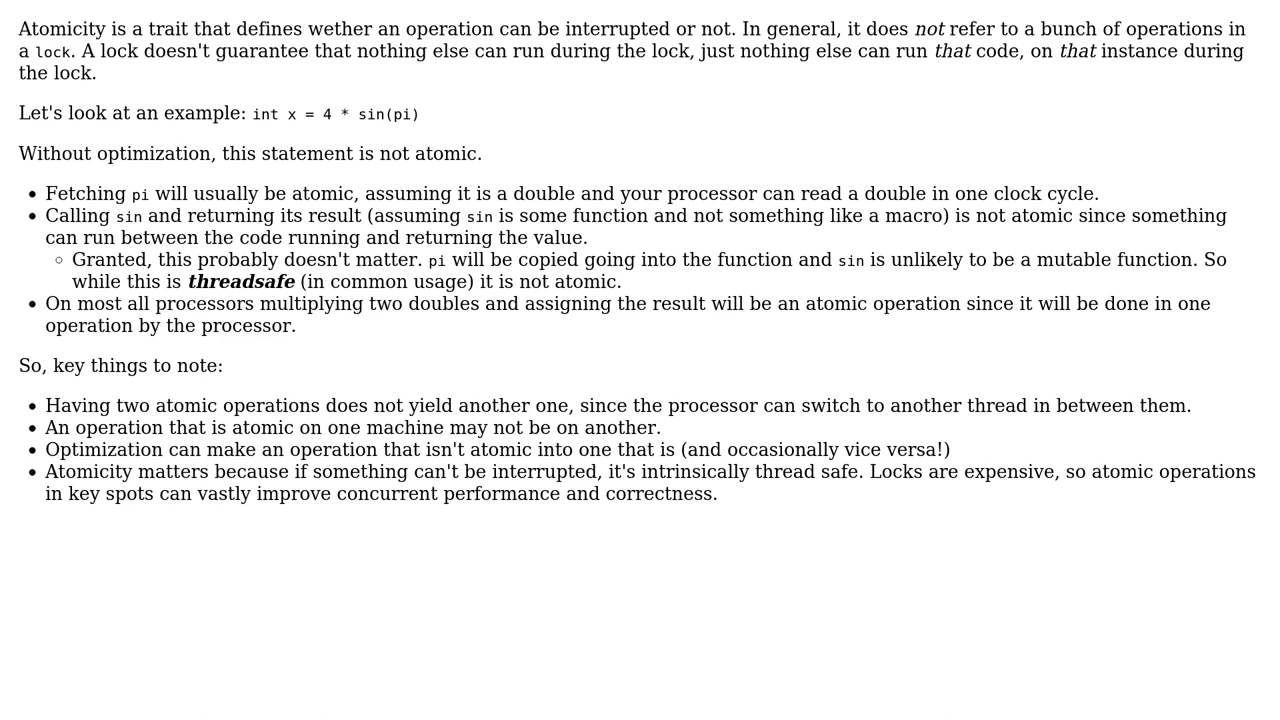 Atomicity is a trait that defines wether an operation can be interrupted or not. In general, it does not refer to a bunch of operations in
a lock. A lock doesn't guarantee that nothing else can run during the lock, just nothing else can run that code, on that instance during
the lock.
Let's look at an example: int x = 4 * sin(pi)
Without optimization, this statement is not atomic.
• Fetching pi will usually be atomic, assuming it is a double and your processor can read a double in one clock cycle.
• Calling sin and returning its result (assuming sin is some function and not something like a macro) is not atomic since something
can run between the code running and returning the value.
◦ Granted, this probably doesn't matter. pi will be copied going into the function and sin is unlikely to be a mutable function. So
while this is threadsafe (in common usage) it is not atomic.
• On most all processors multiplying two doubles and assigning the result will be an atomic operation since it will be done in one
operation by the processor.
So, key things to note:
• Having two atomic operations does not yield another one, since the processor can switch to another thread in between them.
• An operation that is atomic on one machine may not be on another.
• Optimization can make an operation that isn't atomic into one that is (and occasionally vice versa!)
• Atomicity matters because if something can't be interrupted, it's intrinsically thread safe. Locks are expensive, so atomic operations
in key spots can vastly improve concurrent performance and correctness.